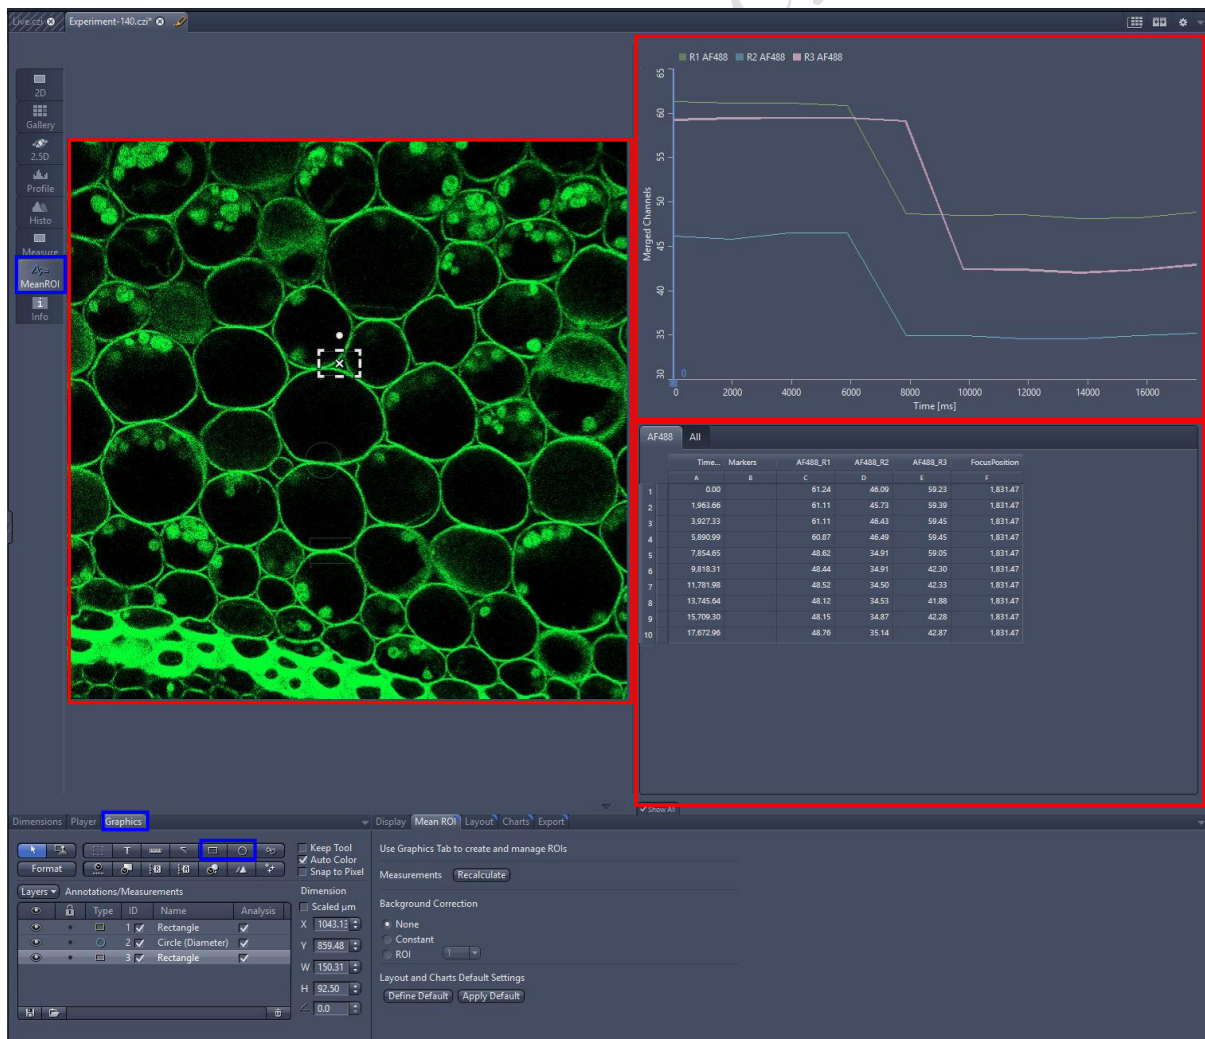 Live.czi Experiment-140.czi*
2D
Gallery
2.5D
Profile
Histo
Measure
MeanROI
Info
R1 AF488 R2 AF488 R3 AF488
Merged Channels
65
60
55
50
45
40
35
30
0
0 2000 4000 6000 8000 10000 12000 14000 16000
Time [ms]
AF488 All
Time... Markers AF488_R1 AF488_R2 AF488_R3 FocusPosition
A B C D E F
1 0.00 61.24 46.09 59.23 1,831.47
2 1,963.66 61.11 45.73 59.39 1,831.47
3 3,927.33 61.11 46.43 59.45 1,831.47
4 5,890.99 60.87 46.49 59.45 1,831.47
5 7,854.65 48.62 34.91 59.05 1,831.47
6 9,818.31 48.44 34.91 42.30 1,831.47
7 11,781.98 48.52 34.50 42.33 1,831.47
8 13,745.64 48.12 34.53 41.88 1,831.47
9 15,709.30 48.15 34.87 42.28 1,831.47
10 17,672.96 48.76 35.14 42.87 1,831.47
Show All
Dimensions Player Graphics
Keep Tool
Auto Color
Format Snap to Pixel
Layers Annotations/Measurements Dimension
Scaled µm
Type ID Name Analysis
1 Rectangle
2 Circle (Diameter)
3 Rectangle
X
Y 859.48
W 150.31
H 92.50
0.0
Display Mean ROI Layout Charts Export
Use Graphics Tab to create and manage ROIs
Measurements Recalculate
Background Correction
None
Constant
ROI 1
Layout and Charts Default Settings
Define Default Apply Default